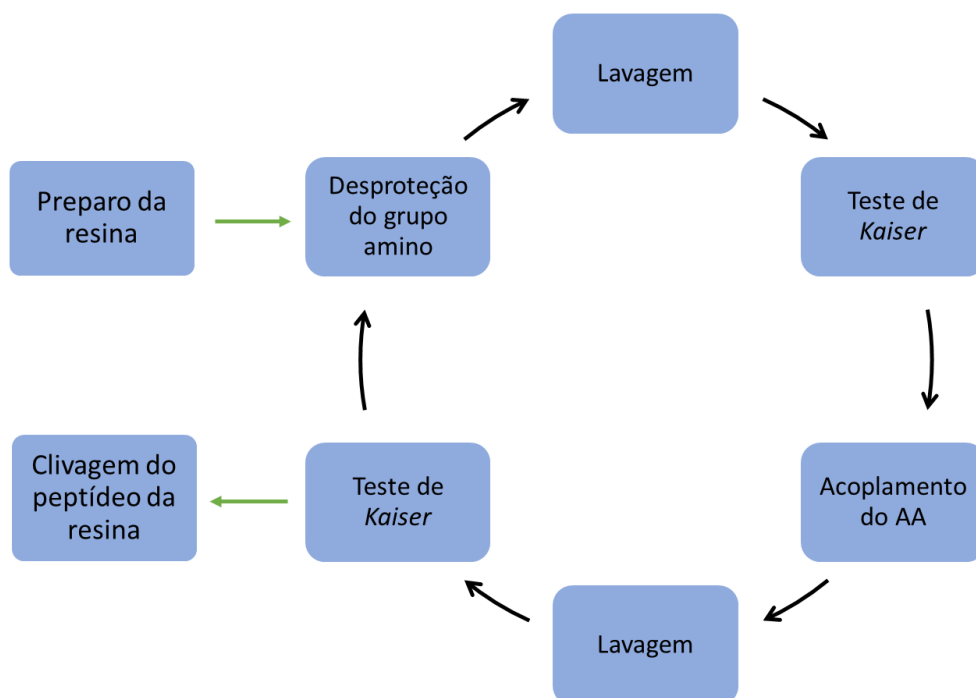 Lavagem
Preparo da
resina
Desproteção
do grupo
amino
Teste de
Kaiser
Clivagem do
peptídeo da
resina
Teste de
Kaiser
Acoplamento
do AA
Lavagem